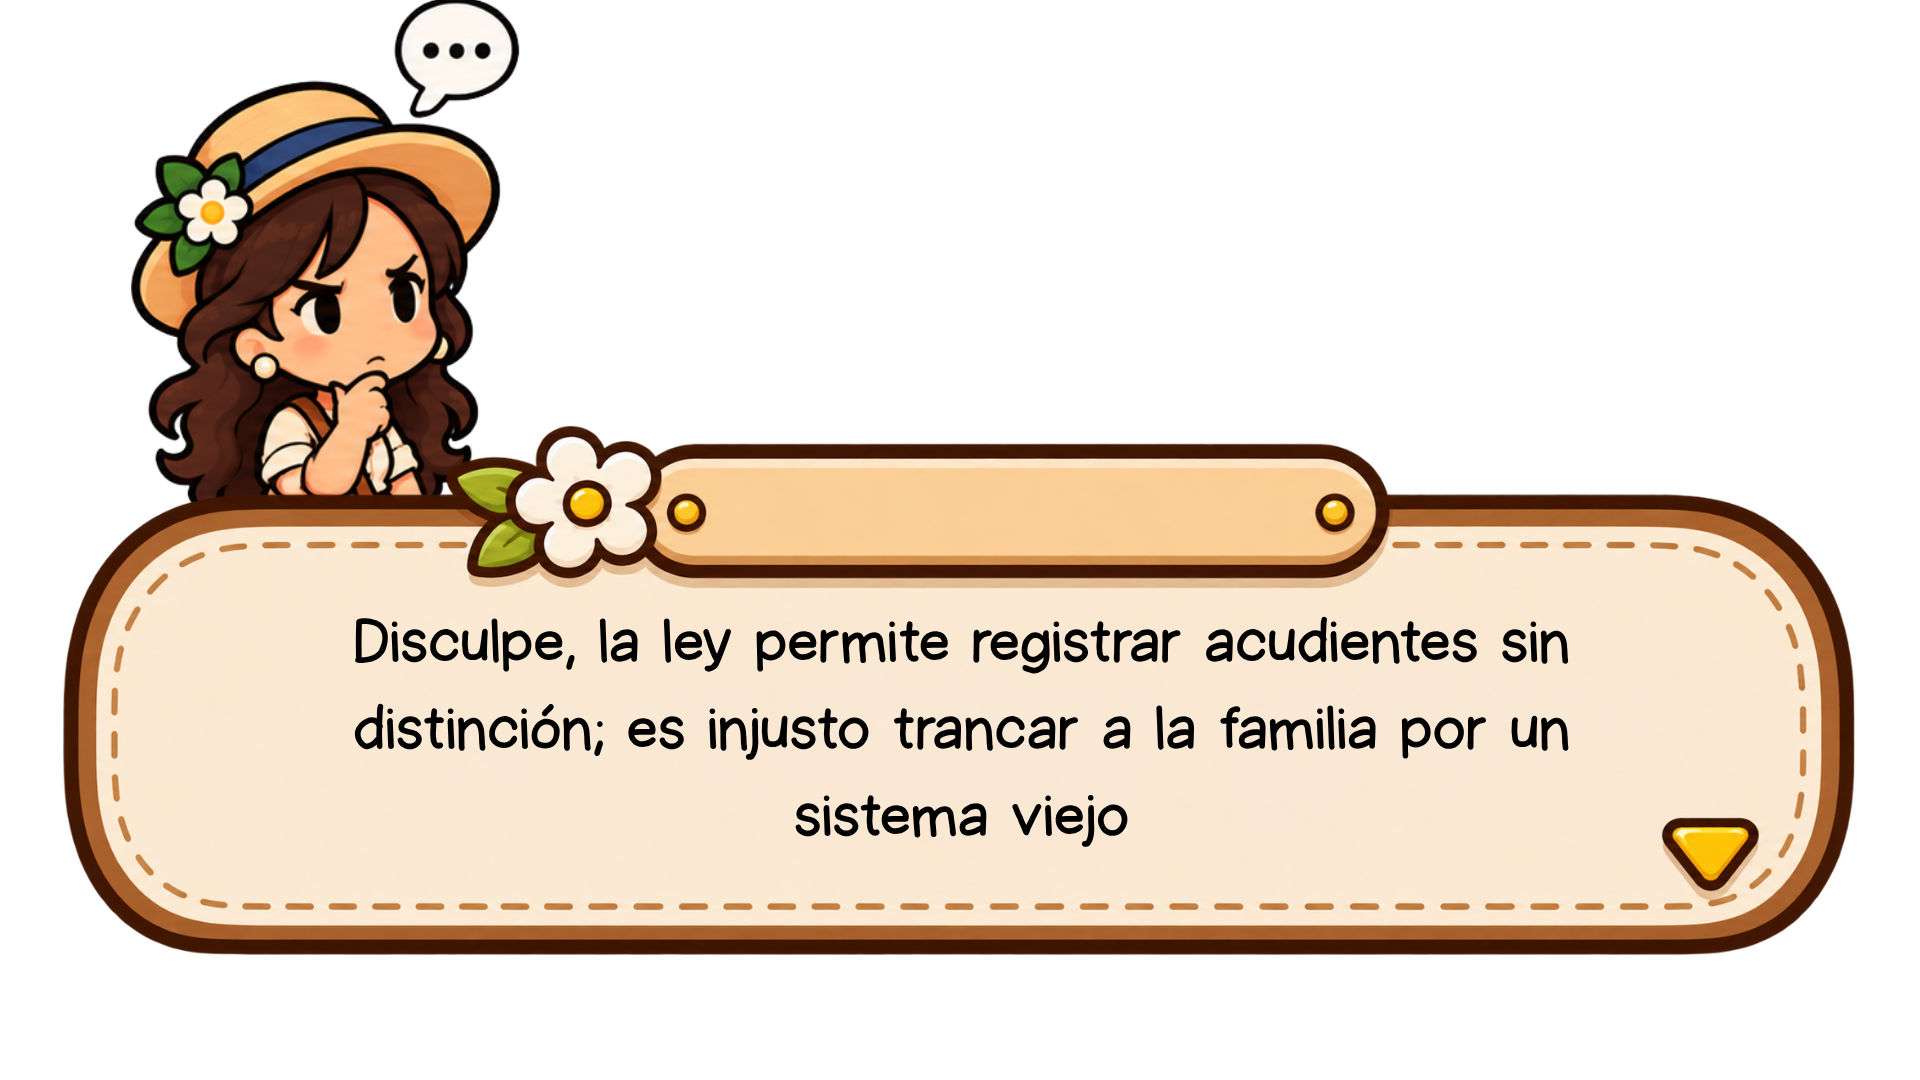 Disculpe, la ley permite registrar acudientes sin
distinción; es injusto trancar a la familia por un
sistema viejo